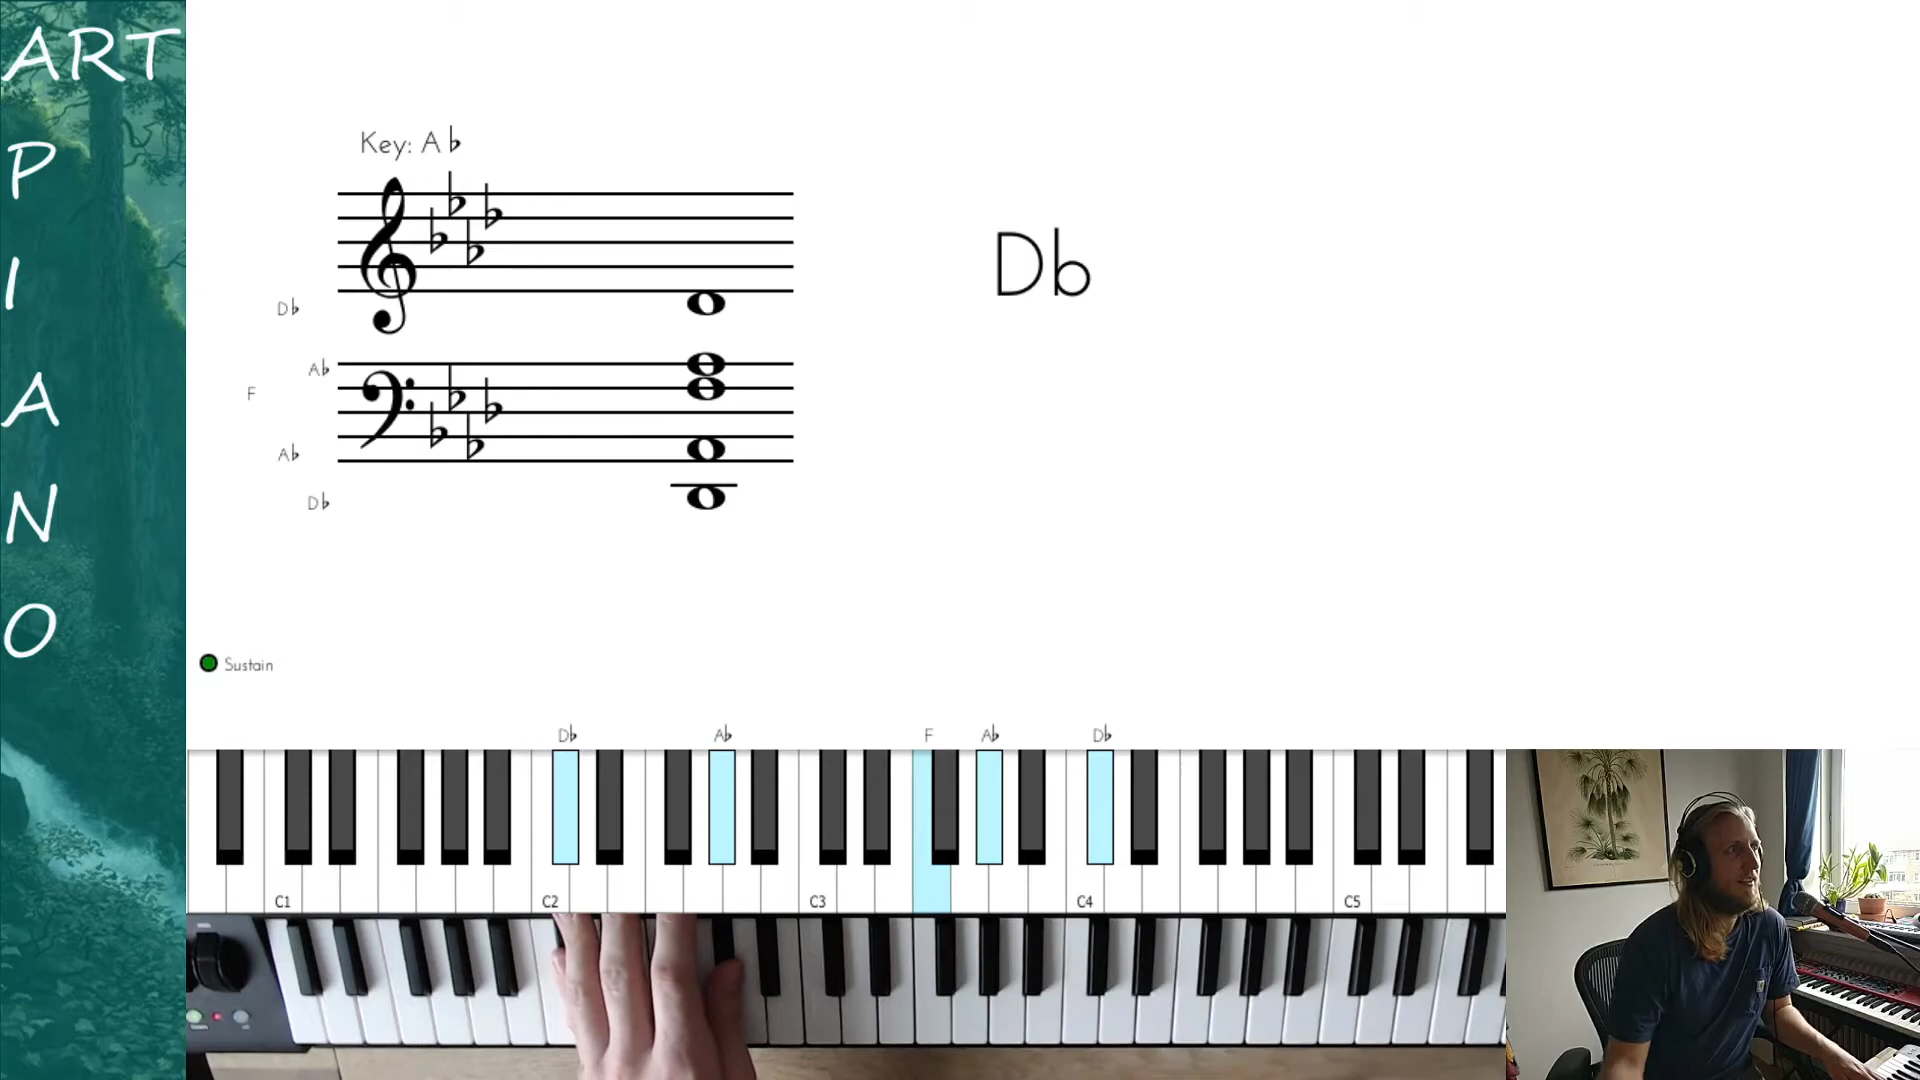 ART
P
I
A
N
O
Key: A♭
Db
D♭
A♭
F
A♭
D♭
Sustain
D♭ A♭ F A♭ D♭
C1 C2 C3 C4 C5